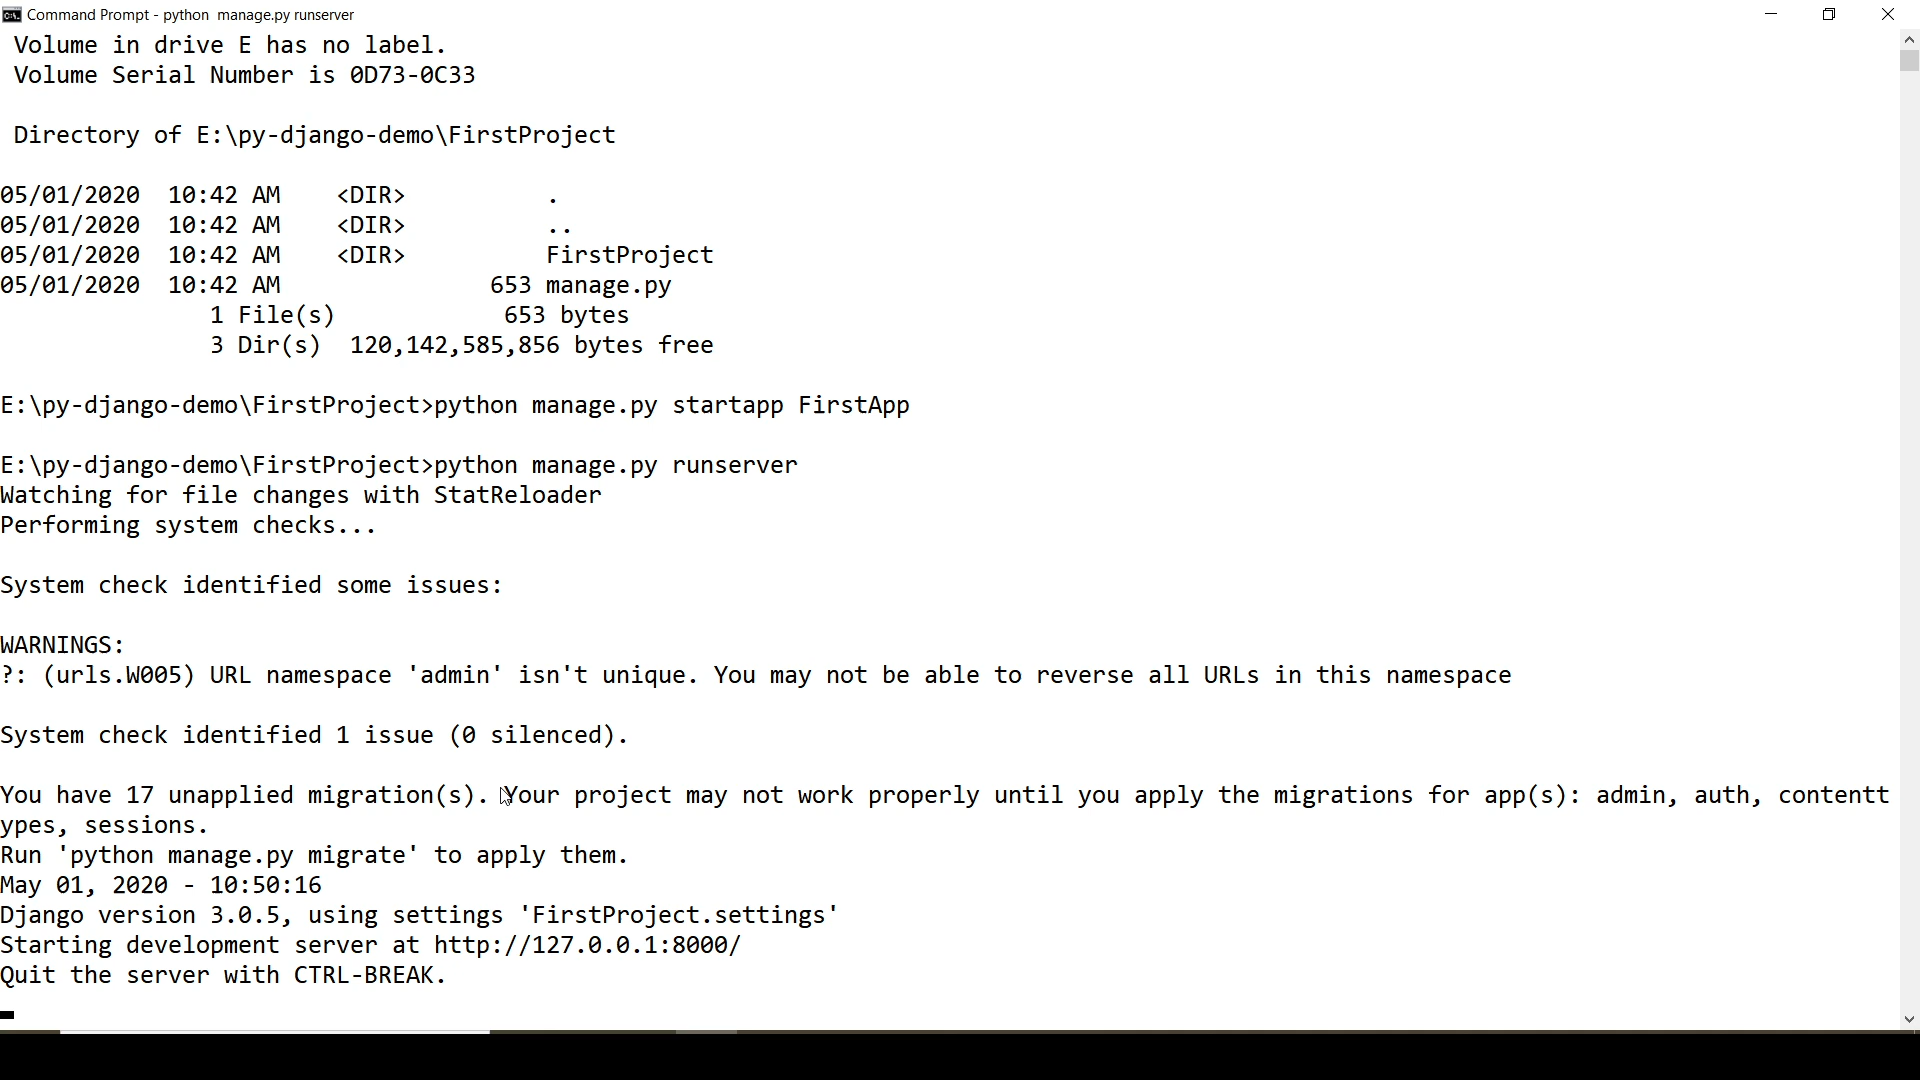 Command Prompt - python  manage.py runserver
Volume in drive E has no label.
Volume Serial Number is 0D73-0C33
Directory of E:\py-django-demo\FirstProject
05/01/2020  10:42 AM    <DIR>          .
05/01/2020  10:42 AM    <DIR>          ..
05/01/2020  10:42 AM    <DIR>          FirstProject
05/01/2020  10:42 AM               653 manage.py
1 File(s)            653 bytes
3 Dir(s)  120,142,585,856 bytes free
E:\py-django-demo\FirstProject>python manage.py startapp FirstApp
E:\py-django-demo\FirstProject>python manage.py runserver
Watching for file changes with StatReloader
Performing system checks...
System check identified some issues:
WARNINGS:
?: (urls.W005) URL namespace 'admin' isn't unique. You may not be able to reverse all URLs in this namespace
System check identified 1 issue (0 silenced).
You have 17 unapplied migration(s). Your project may not work properly until you apply the migrations for app(s): admin, auth, contentt
ypes, sessions.
Run 'python manage.py migrate' to apply them.
May 01, 2020 - 10:50:16
Django version 3.0.5, using settings 'FirstProject.settings'
Starting development server at http://127.0.0.1:8000/
Quit the server with CTRL-BREAK.